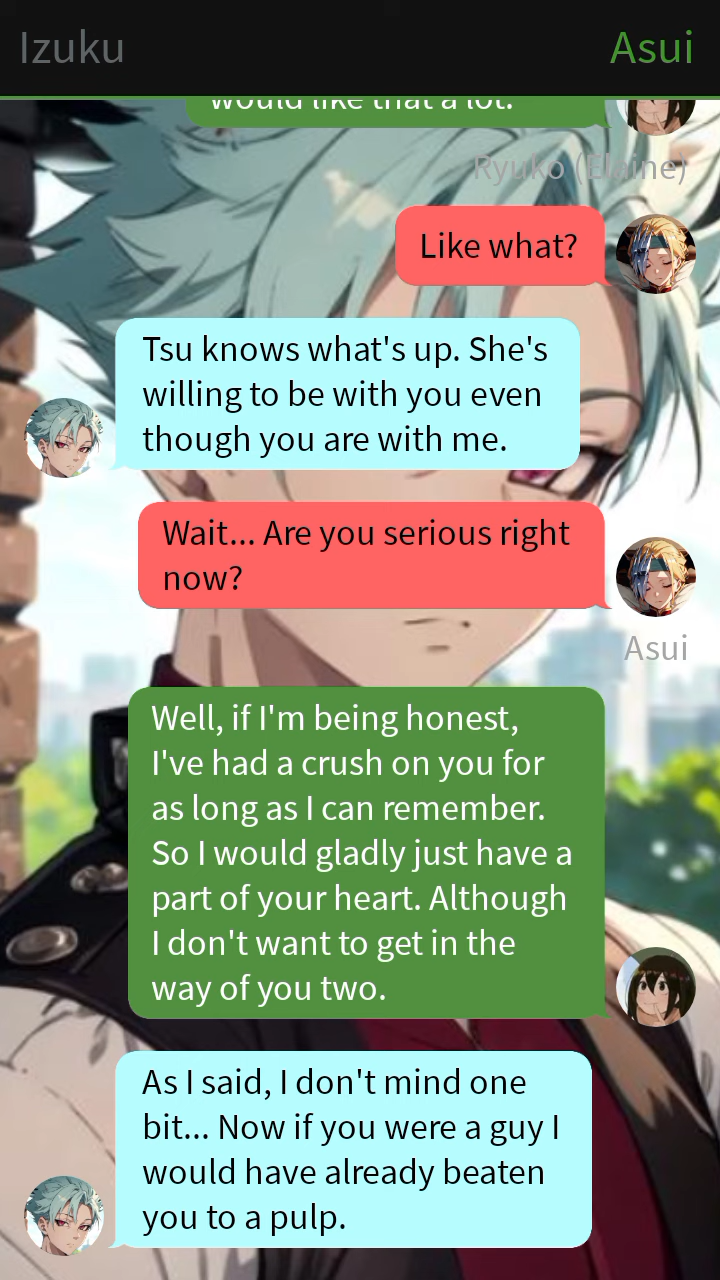 Izuku
Asui
would like that a lot.
Ryuko (Elaine)
Like what?
Tsu knows what's up. She's
willing to be with you even
though you are with me.
Wait... Are you serious right
now?
Asui
Well, if I'm being honest,
I've had a crush on you for
as long as I can remember.
So I would gladly just have a
part of your heart. Although
I don't want to get in the
way of you two.
As I said, I don't mind one
bit... Now if you were a guy I
would have already beaten
you to a pulp.